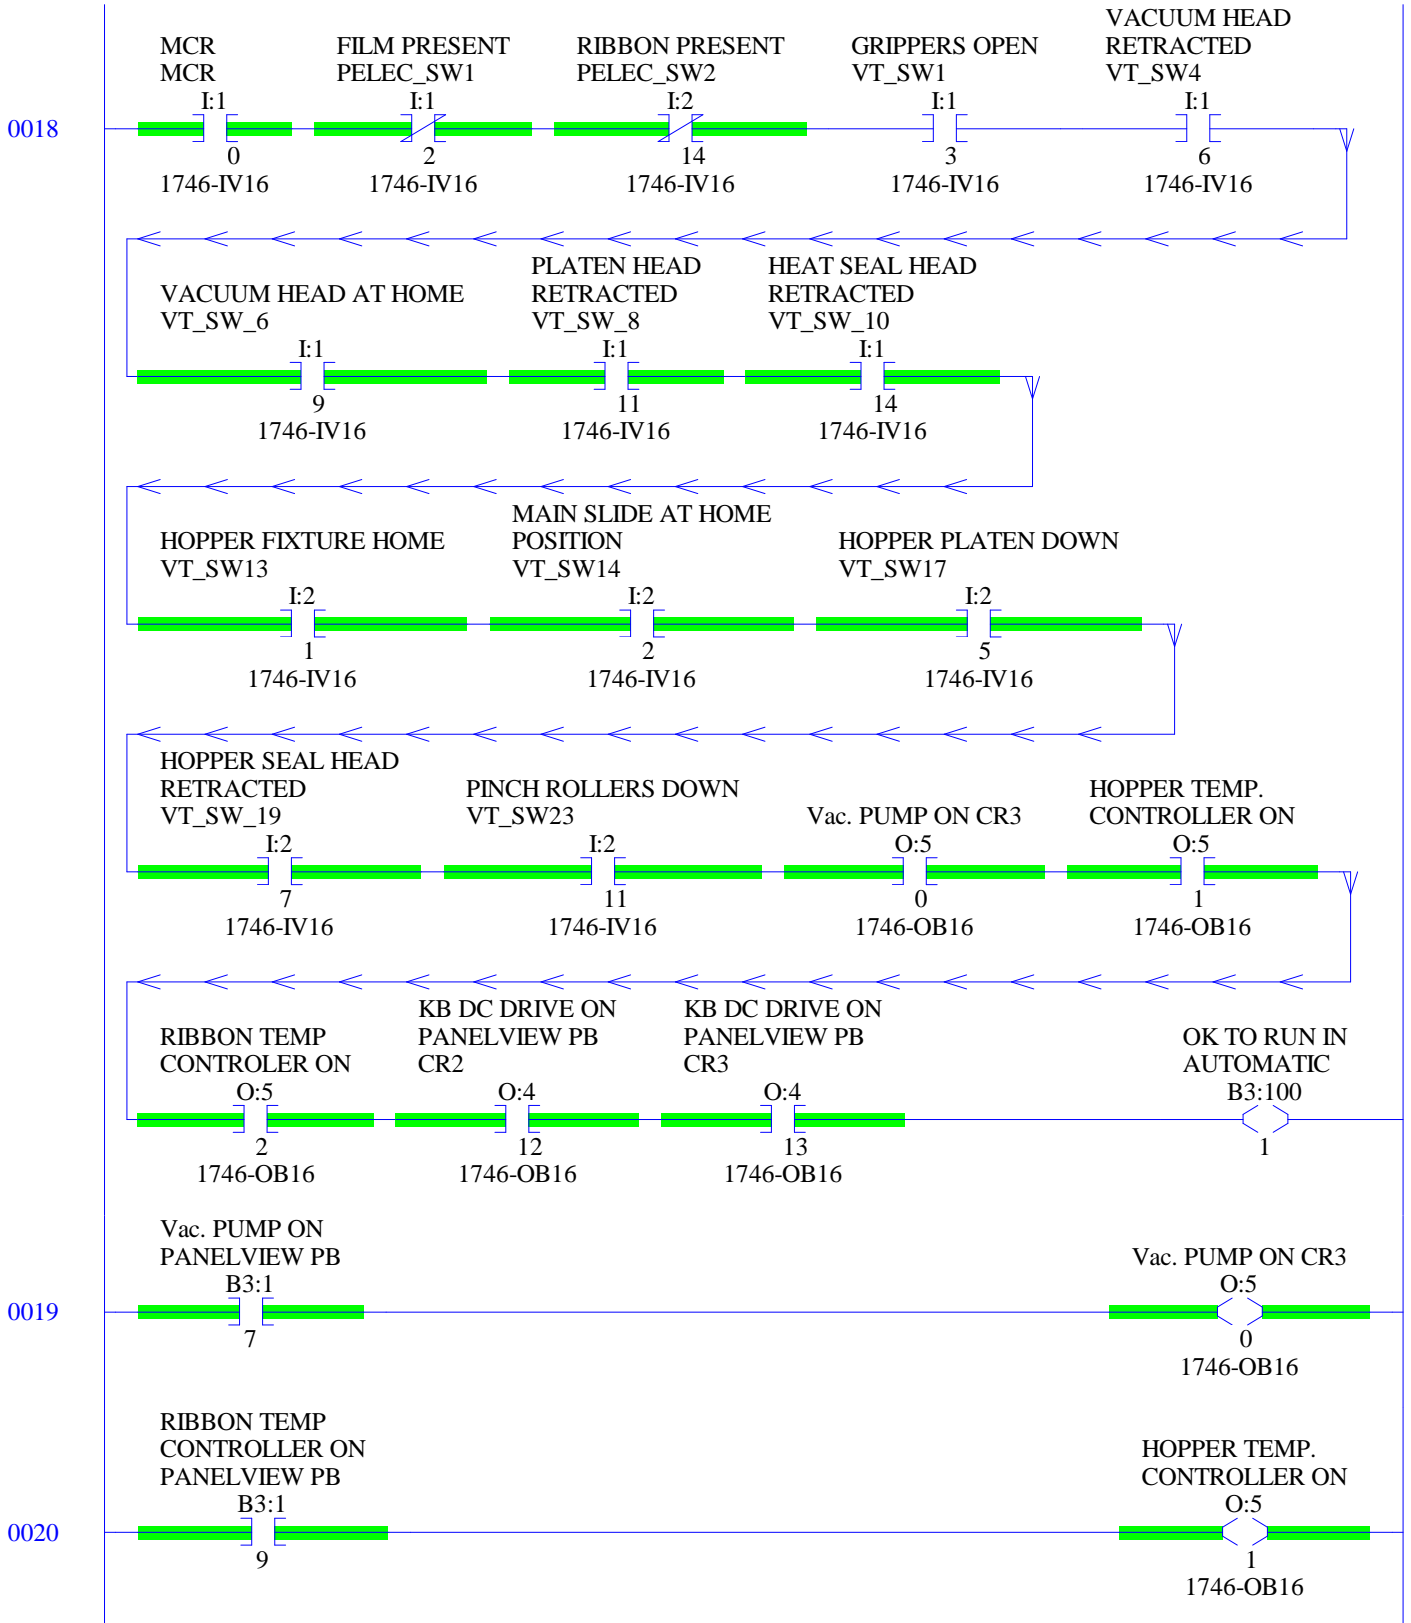 MCR
MCR
I:1
0
1746-IV16
FILM PRESENT
PELEC_SW1
I:1
2
1746-IV16
RIBBON PRESENT
PELEC_SW2
I:2
14
1746-IV16
GRIPPERS OPEN
VT_SW1
I:1
3
1746-IV16
VACUUM HEAD
RETRACTED
VT_SW4
I:1
6
1746-IV16
0018
VACUUM HEAD AT HOME
VT_SW_6
I:1
9
1746-IV16
PLATEN HEAD
RETRACTED
VT_SW_8
I:1
11
1746-IV16
HEAT SEAL HEAD
RETRACTED
VT_SW_10
I:1
14
1746-IV16
HOPPER FIXTURE HOME
VT_SW13
I:2
1
1746-IV16
MAIN SLIDE AT HOME
POSITION
VT_SW14
I:2
2
1746-IV16
HOPPER PLATEN DOWN
VT_SW17
I:2
5
1746-IV16
HOPPER SEAL HEAD
RETRACTED
VT_SW_19
I:2
7
1746-IV16
PINCH ROLLERS DOWN
VT_SW23
I:2
11
1746-IV16
Vac. PUMP ON CR3
O:5
0
1746-OB16
HOPPER TEMP.
CONTROLLER ON
O:5
1
1746-OB16
RIBBON TEMP
CONTROLER ON
O:5
2
1746-OB16
KB DC DRIVE ON
PANELVIEW PB
CR2
O:4
12
1746-OB16
KB DC DRIVE ON
PANELVIEW PB
CR3
O:4
13
1746-OB16
OK TO RUN IN
AUTOMATIC
B3:100
1
0019
Vac. PUMP ON
PANELVIEW PB
B3:1
7
Vac. PUMP ON CR3
O:5
0
1746-OB16
0020
RIBBON TEMP
CONTROLLER ON
PANELVIEW PB
B3:1
9
HOPPER TEMP.
CONTROLLER ON
O:5
1
1746-OB16